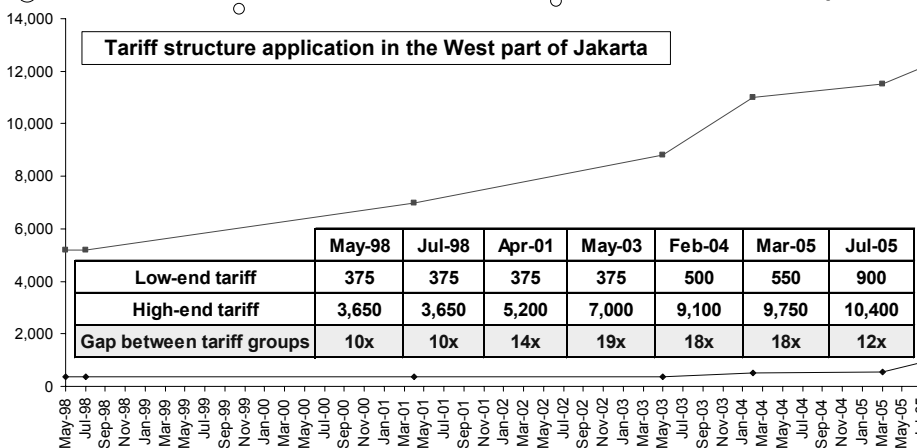 14,000
Tariff structure application in the West part of Jakarta
12,000
10,000
8,000
6,000
May-98 Jul-98 Apr-01 May-03 Feb-04 Mar-05 Jul-05
4,000
Low-end tariff 375 375 375 375 500 550 900
High-end tariff 3,650 3,650 5,200 7,000 9,100 9,750 10,400
2,000
Gap between tariff groups 10x 10x 14x 19x 18x 18x 12x
0
May-98
Jul-98
Sep-98
Nov-98
Jan-99
Mar-99
May-99
Jul-99
Sep-99
Nov-99
Jan-00
Mar-00
May-00
Jul-00
Sep-00
Nov-00
Jan-01
Mar-01
May-01
Jul-01
Sep-01
Nov-01
Jan-02
Mar-02
May-02
Jul-02
Sep-02
Nov-02
Jan-03
Mar-03
May-03
Jul-03
Sep-03
Nov-03
Jan-04
Mar-04
May-04
Jul-04
Sep-04
Nov-04
Jan-05
Mar-05
May-05